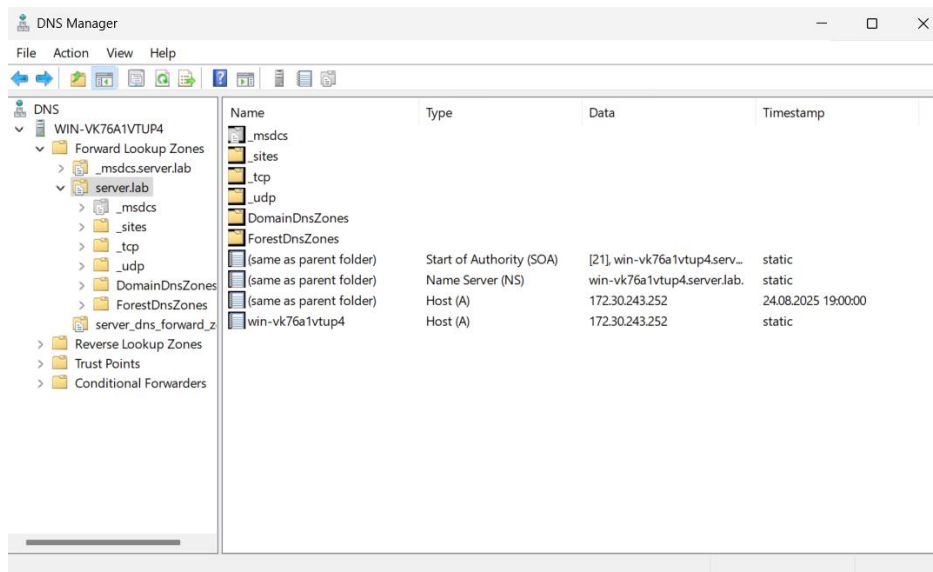 DNS Manager
File Action View Help
DNS
WIN-VK76A1VTUP4
Forward Lookup Zones
_msdcs.server.lab
server.lab
_msdcs
_sites
_tcp
_udp
DomainDnsZones
ForestDnsZones
server_dns_forward_z
Reverse Lookup Zones
Trust Points
Conditional Forwarders
Name Type Data Timestamp
_msdcs
_sites
_tcp
_udp
DomainDnsZones
ForestDnsZones
(same as parent folder) Start of Authority (SOA) [21], win-vk76a1vtup4.serv... static
(same as parent folder) Name Server (NS) win-vk76a1vtup4.server.lab. static
(same as parent folder) Host (A) 172.30.243.252 24.08.2025 19:00:00
win-vk76a1vtup4 Host (A) 172.30.243.252 static